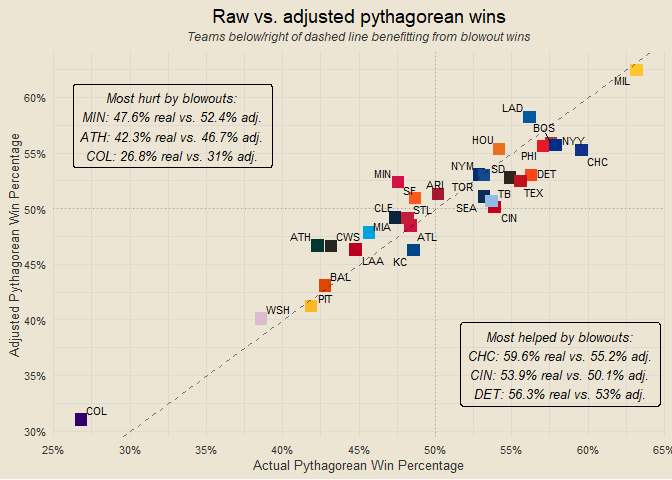 Raw vs. adjusted pythagorean wins
Teams below/right of dashed line benefitting from blowout wins
Adjusted Pythagorean Win Percentage
60%
55%
50%
45%
40%
35%
30%
Most hurt by blowouts:
MIN: 47.6% real vs. 52.4% adj.
ATH: 42.3% real vs. 46.7% adj.
COL: 26.8% real vs. 31% adj.
MIL
LAD
BOS
HOU
NYY
PHI
CHC
NYM
SD
DET
MIN
TOR
TEX
SF
ARI
TB
CLE
STL
SEA
CIN
MIA
ATH
CWS
ATL
LAA
KC
BAL
PIT
WSH
COL
Most helped by blowouts:
CHC: 59.6% real vs. 55.2% adj.
CIN: 53.9% real vs. 50.1% adj.
DET: 56.3% real vs. 53% adj.
25%
30%
35%
40%
45%
50%
55%
60%
65%
Actual Pythagorean Win Percentage